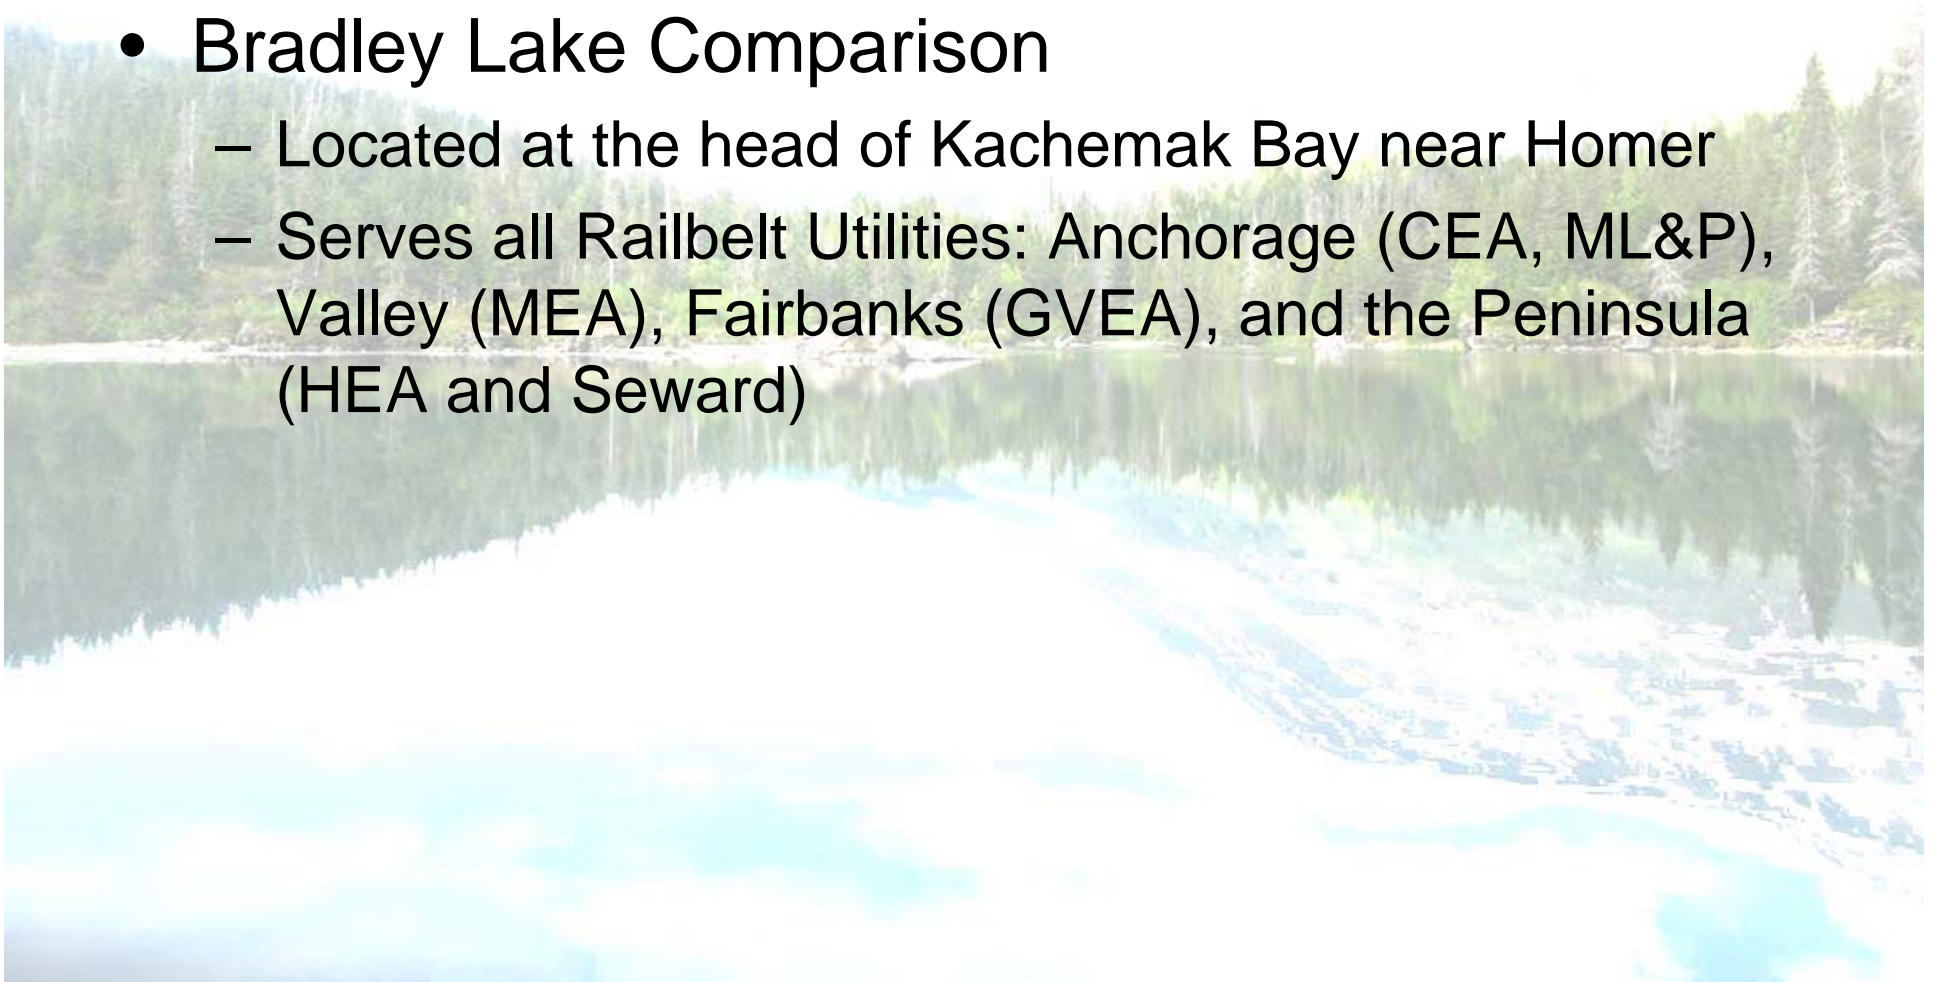 • Bradley Lake Comparison
– Located at the head of Kachemak Bay near Homer
– Serves all Railbelt Utilities: Anchorage (CEA, ML&P),
Valley (MEA), Fairbanks (GVEA), and the Peninsula
(HEA and Seward)